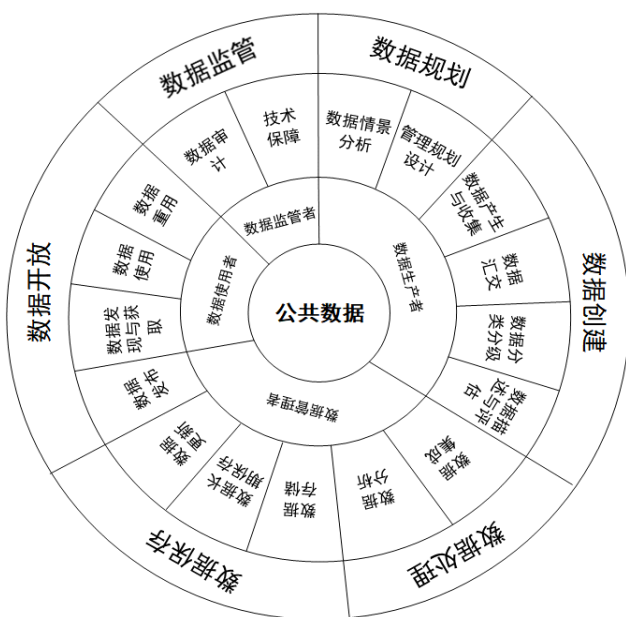 数据监管
数据规划
数据创建
数据处理
数据保存
数据开放
技术
保障
数据情景
分析
管理规划
设计
数据产生
与收集
数据
汇交
数据分
类分级
数据描
述与评
估
数据
集成
数据
分析
数据
存储
数据长
期保存
数据
更新
数据
发布
数据发
现与获
取
数据
使用
数据
重用
数据审
计
数据监管者
数据生产者
数据管理者
数据使用者
公共数据